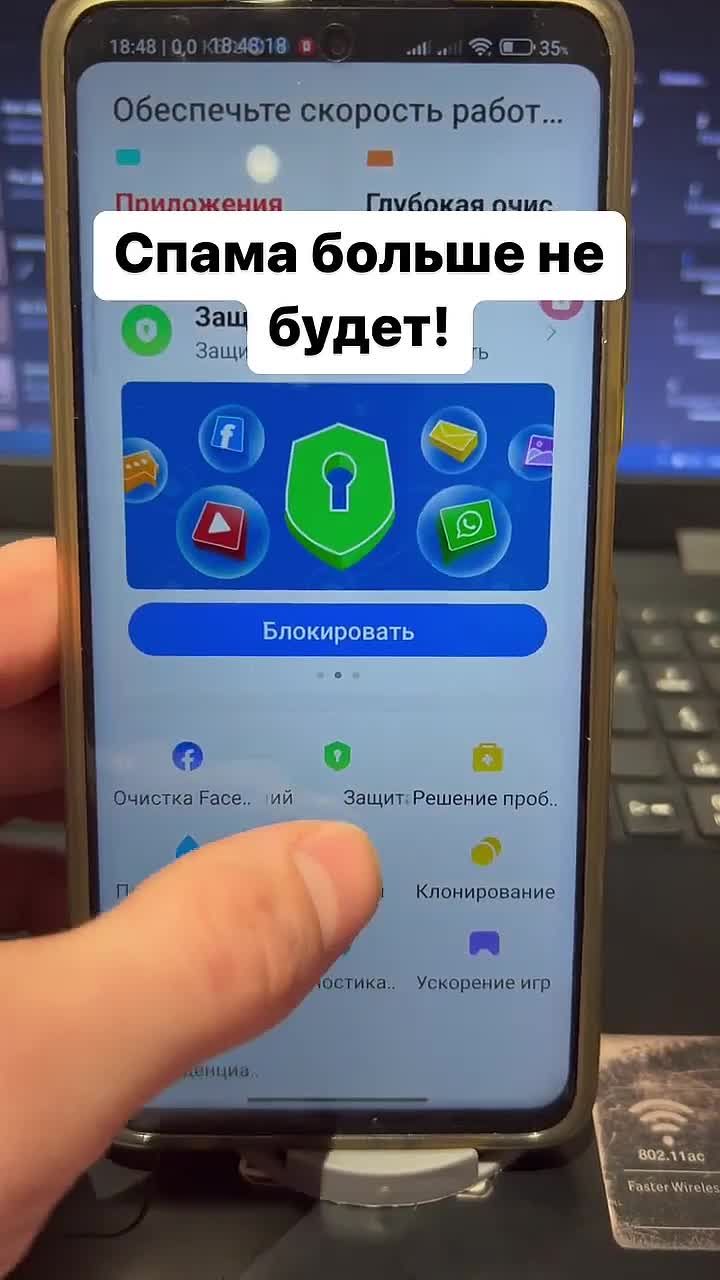 18:48 | 0,0
18:48:18
35%
Обеспечьте скорость работ...
Приложения
Глубокая очис
Спама больше не
будет!
Защ
Защи
ть
Блокировать
Очистка Face..
ий
Защит
Решение проб..
П
Клонирование
остика..
Ускорение игр
денциа..
802.11ac
Faster Wireles